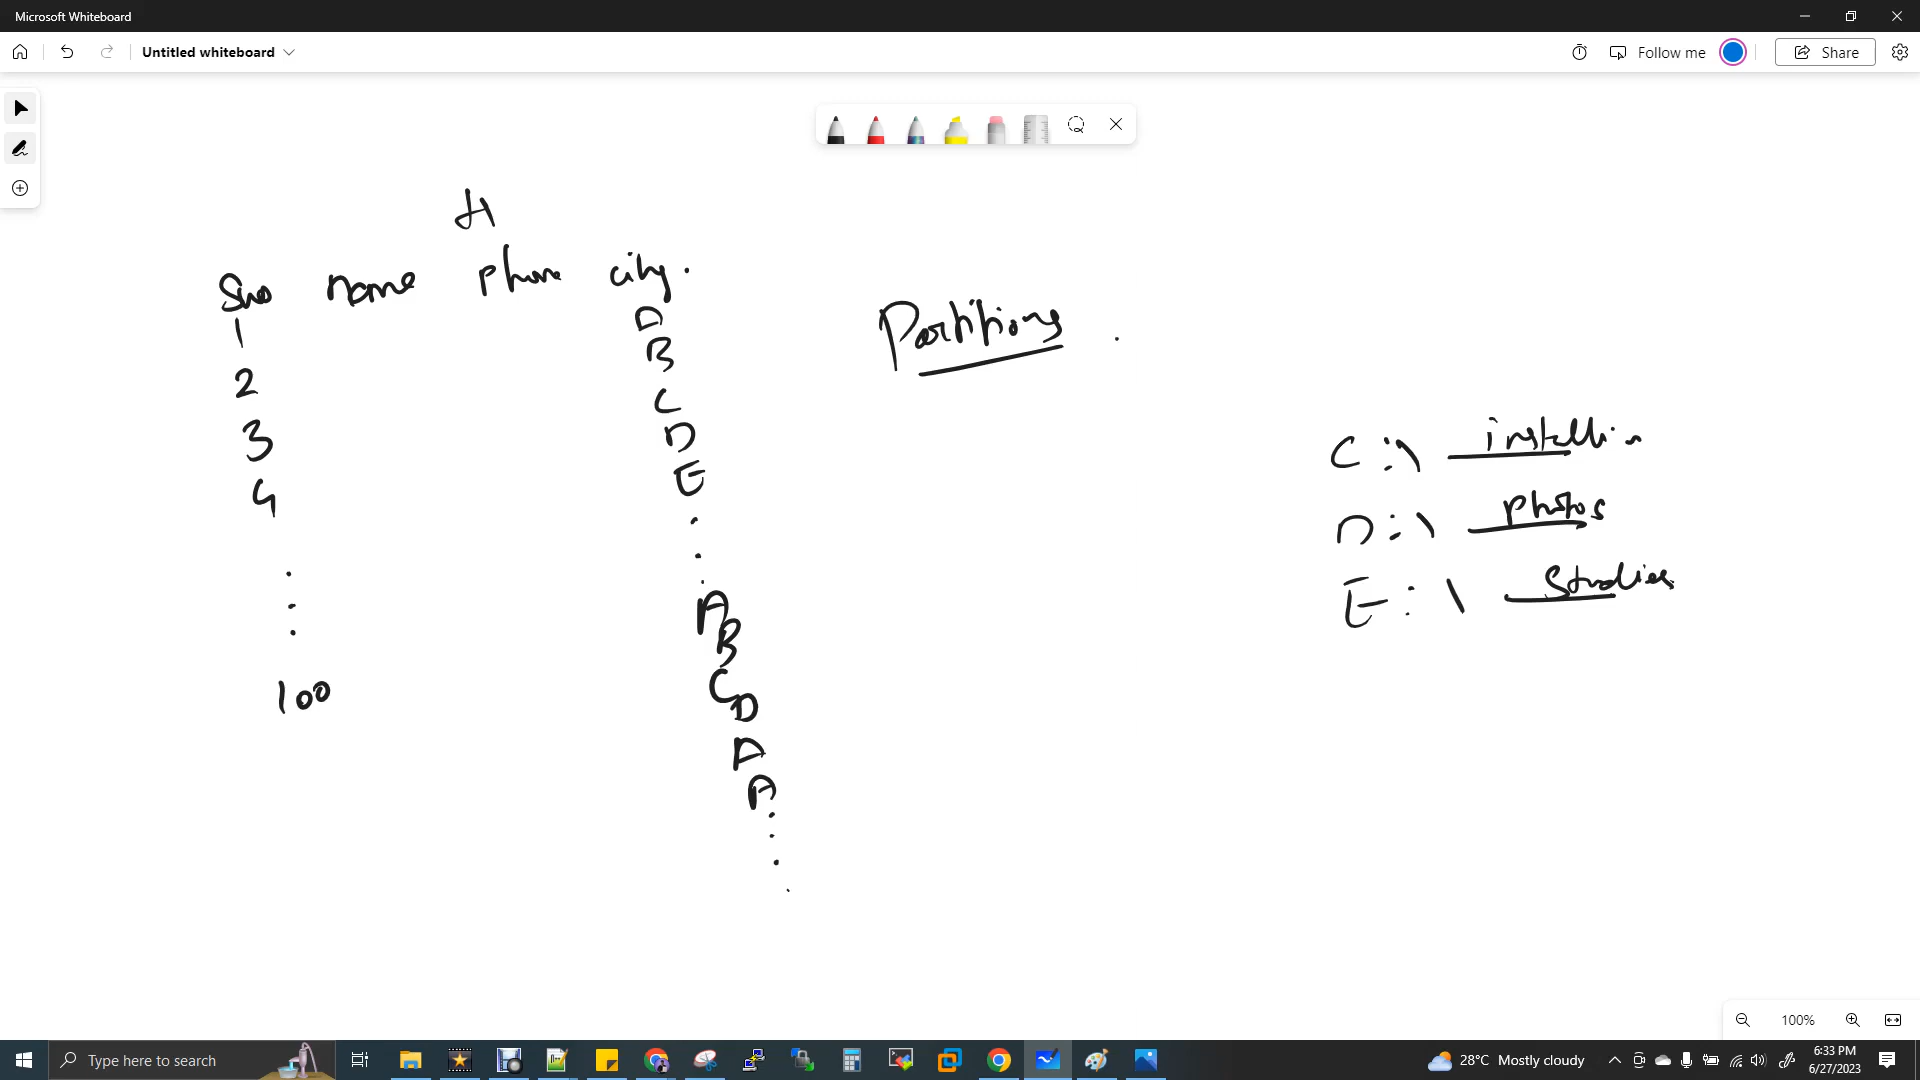 Microsoft Whiteboard
Untitled whiteboard
Follow me
Share
Sno name phone city.
1
2
3
4
.
.
.
100
A
B
C
D
E
.
.
.
A
B
C
D
A
A
.
.
.
.
Partitions .
C:\ installin
D:\ photos
E:\ Studies
100%
Type here to search
28°C Mostly cloudy
6:33 PM
6/27/2023